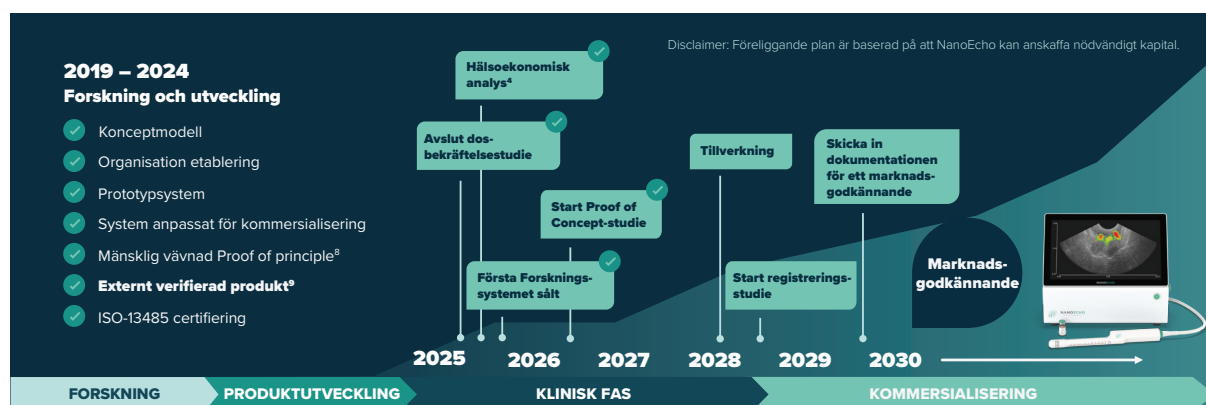 Disclaimer: Föreliggande plan är baserad på att NanoEcho kan anskaffa nödvändigt kapital.
2019 – 2024
Forskning och utveckling
Konceptmodell
Organisation etablering
Prototypsystem
System anpassat för kommersialisering
Mänsklig vävnad Proof of principle⁸
Externt verifierad produkt⁹
ISO-13485 certifiering
Hälsoekonomisk
analys⁴
Avslut dos-
bekräftelsestudie
Start Proof of
Concept-studie
Första Forsknings-
systemet sålt
Tillverkning
Start registrerings-
studie
Skicka in
dokumentationen
för ett marknads-
godkännande
Marknads-
godkännande
NANOECHO
2025
2026
2027
2028
2029
2030
FORSKNING
PRODUKTUTVECKLING
KLINISK FAS
KOMMERSIALISERING